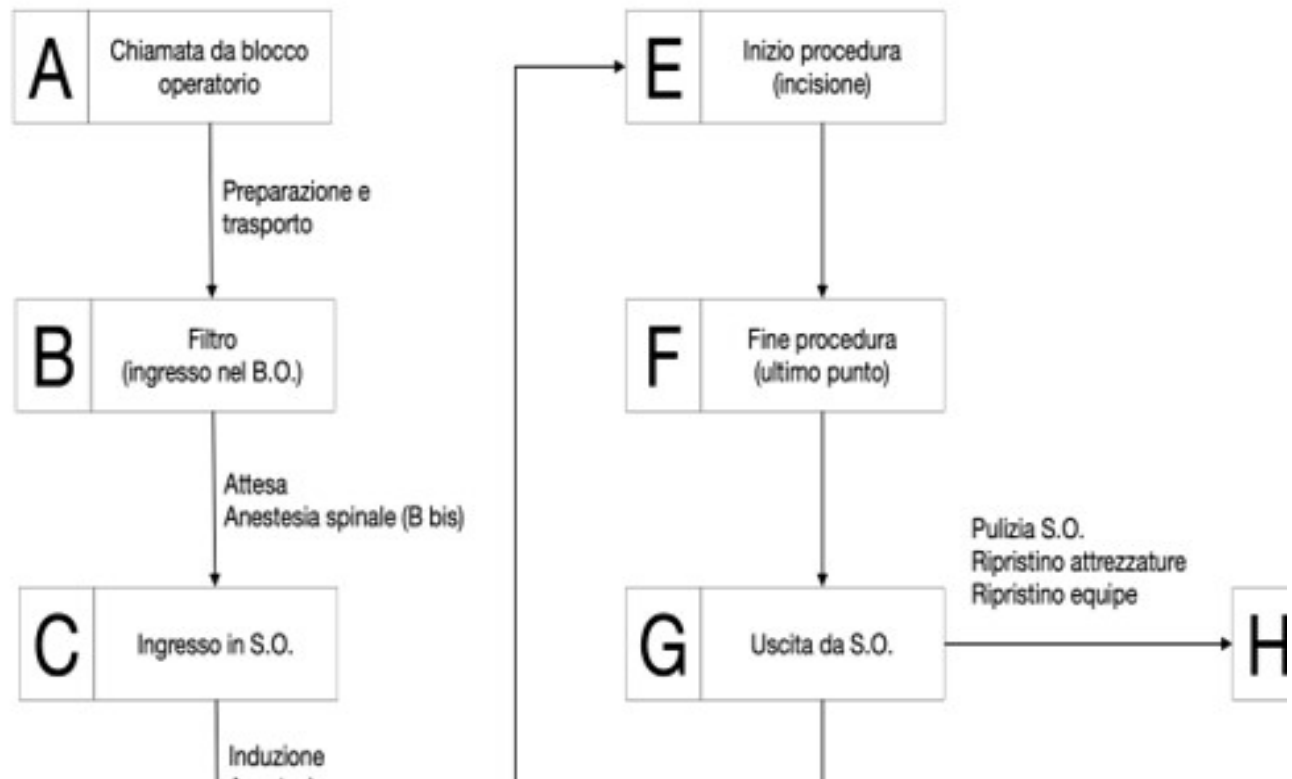 A
Chiamata da blocco
operatorio
Preparazione e
trasporto
B
Filtro
(ingresso nel B.O.)
Attesa
Anestesia spinale (B bis)
C
Ingresso in S.O.
Induzione
E
Inizio procedura
(incisione)
F
Fine procedura
(ultimo punto)
G
Uscita da S.O.
Pulizia S.O.
Ripristino attrezzature
Ripristino equipe
H